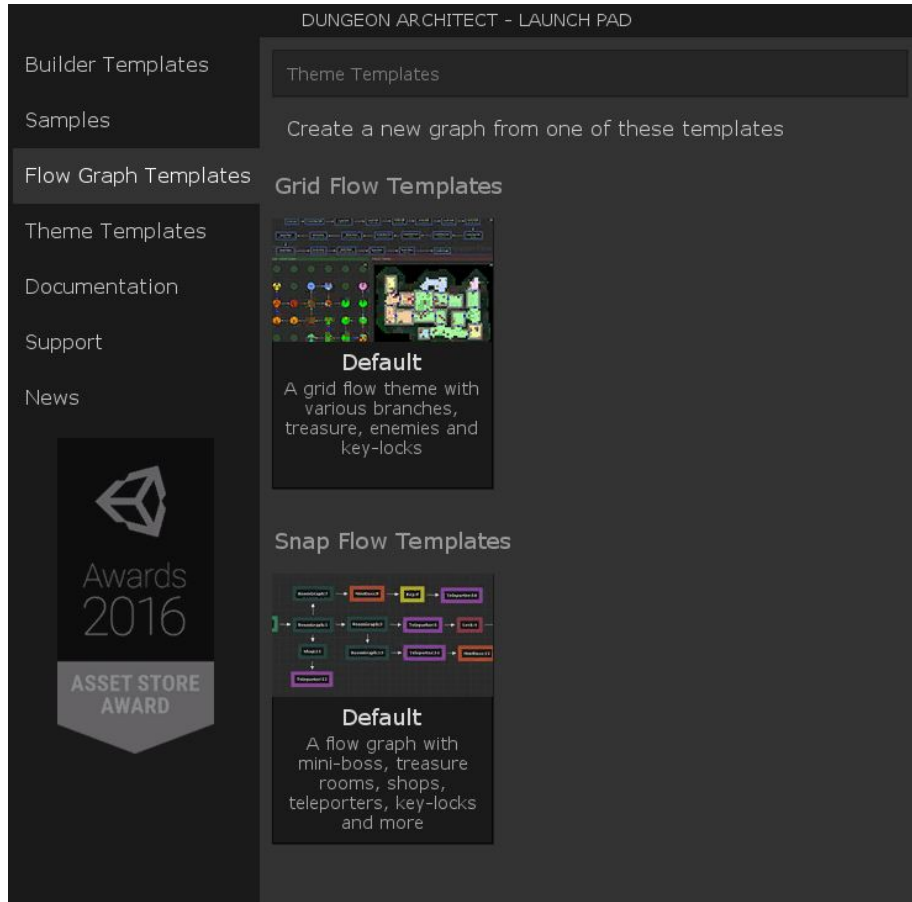 DUNGEON ARCHITECT - LAUNCH PAD
Builder Templates
Samples
Flow Graph Templates
Theme Templates
Documentation
Support
News
Awards
2016
ASSET STORE
AWARD
Theme Templates
Create a new graph from one of these templates
Grid Flow Templates
Default
A grid flow theme with
various branches,
treasure, enemies and
key-locks
Snap Flow Templates
Default
A flow graph with
mini-boss, treasure
rooms, shops,
teleporters, key-locks
and more